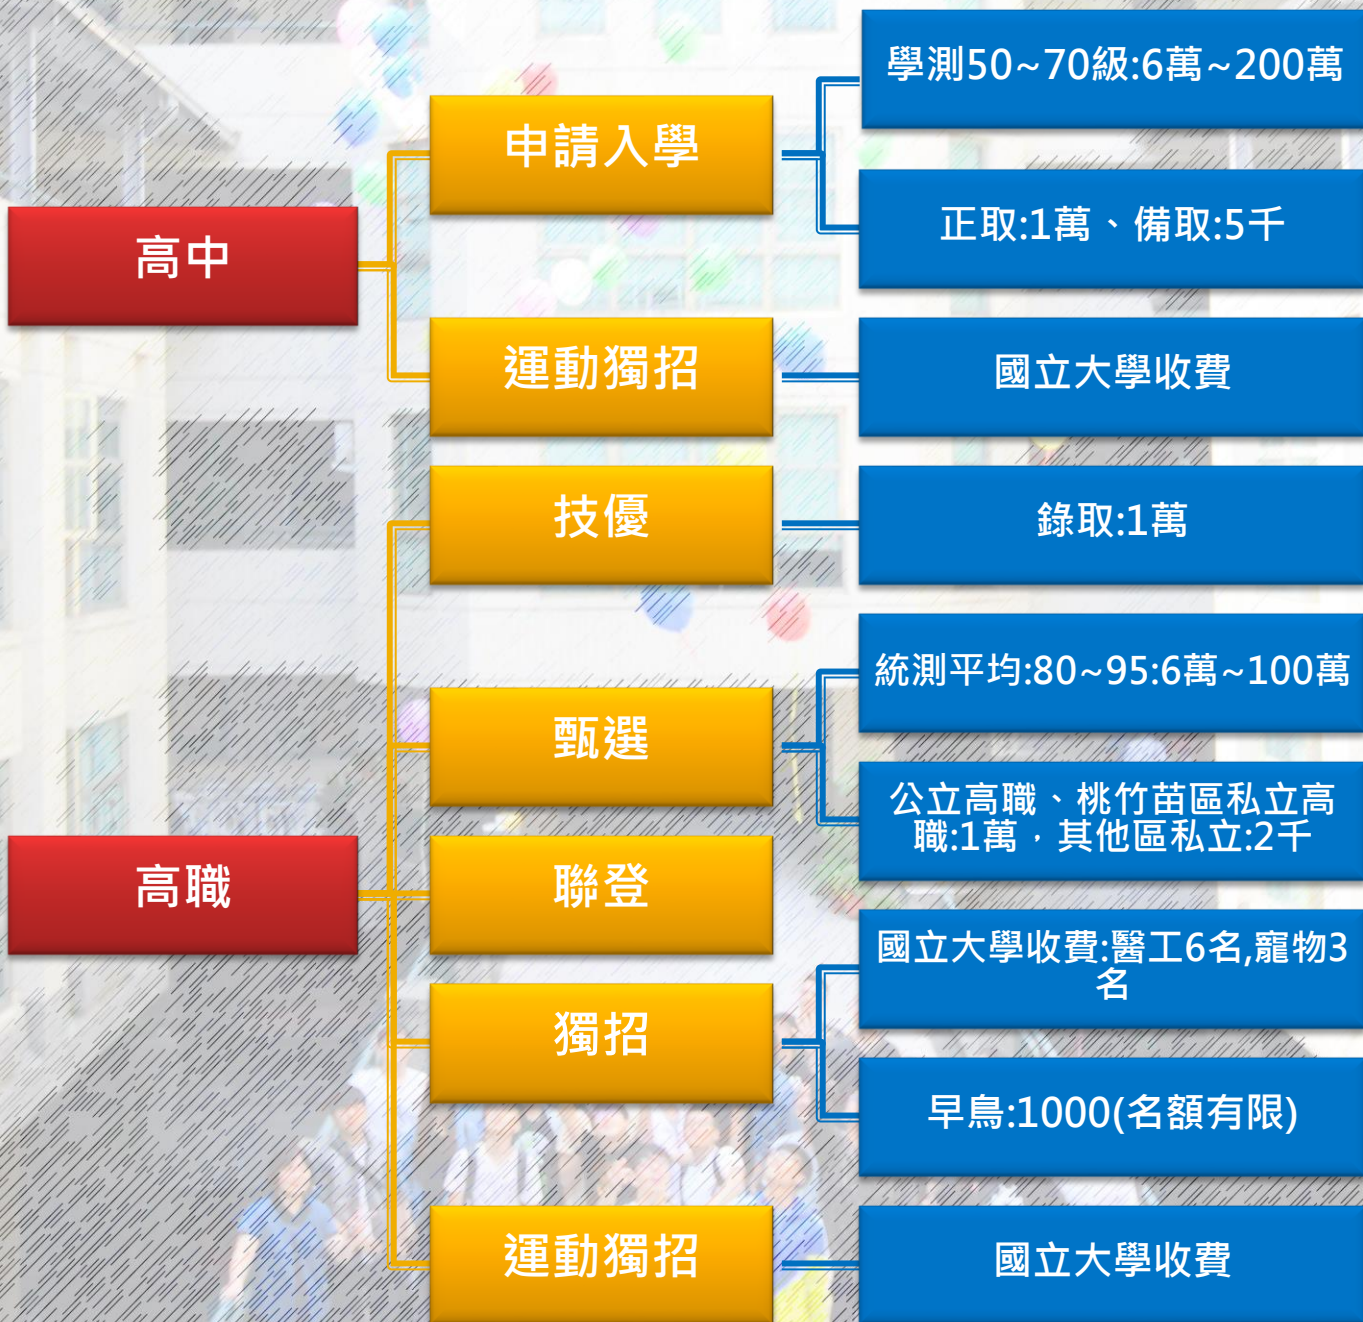 高中
申請入學
學測50~70級:6萬~200萬
正取:1萬、備取:5千
運動獨招
國立大學收費
高職
技優
錄取:1萬
甄選
統測平均:80~95:6萬~100萬
公立高職、桃竹苗區私立高
職:1萬，其他區私立:2千
聯登
獨招
國立大學收費:醫工6名,寵物3
名
早鳥:1000(名額有限)
運動獨招
國立大學收費